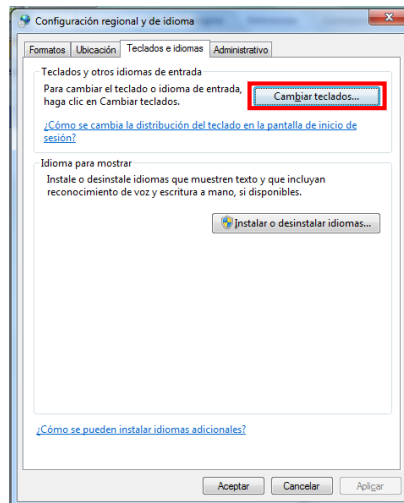 Configuración regional y de idioma
Formatos Ubicación Teclados e idiomas Administrativo
Teclados y otros idiomas de entrada
Para cambiar el teclado o idioma de entrada,
haga clic en Cambiar teclados.
Cambiar teclados...
¿Cómo se cambia la distribución del teclado en la pantalla de inicio de
sesión?
Idioma para mostrar
Instale o desinstale idiomas que muestren texto y que incluyan
reconocimiento de voz y escritura a mano, si disponibles.
Instalar o desinstalar idiomas...
¿Cómo se pueden instalar idiomas adicionales?
Aceptar Cancelar Aplicar